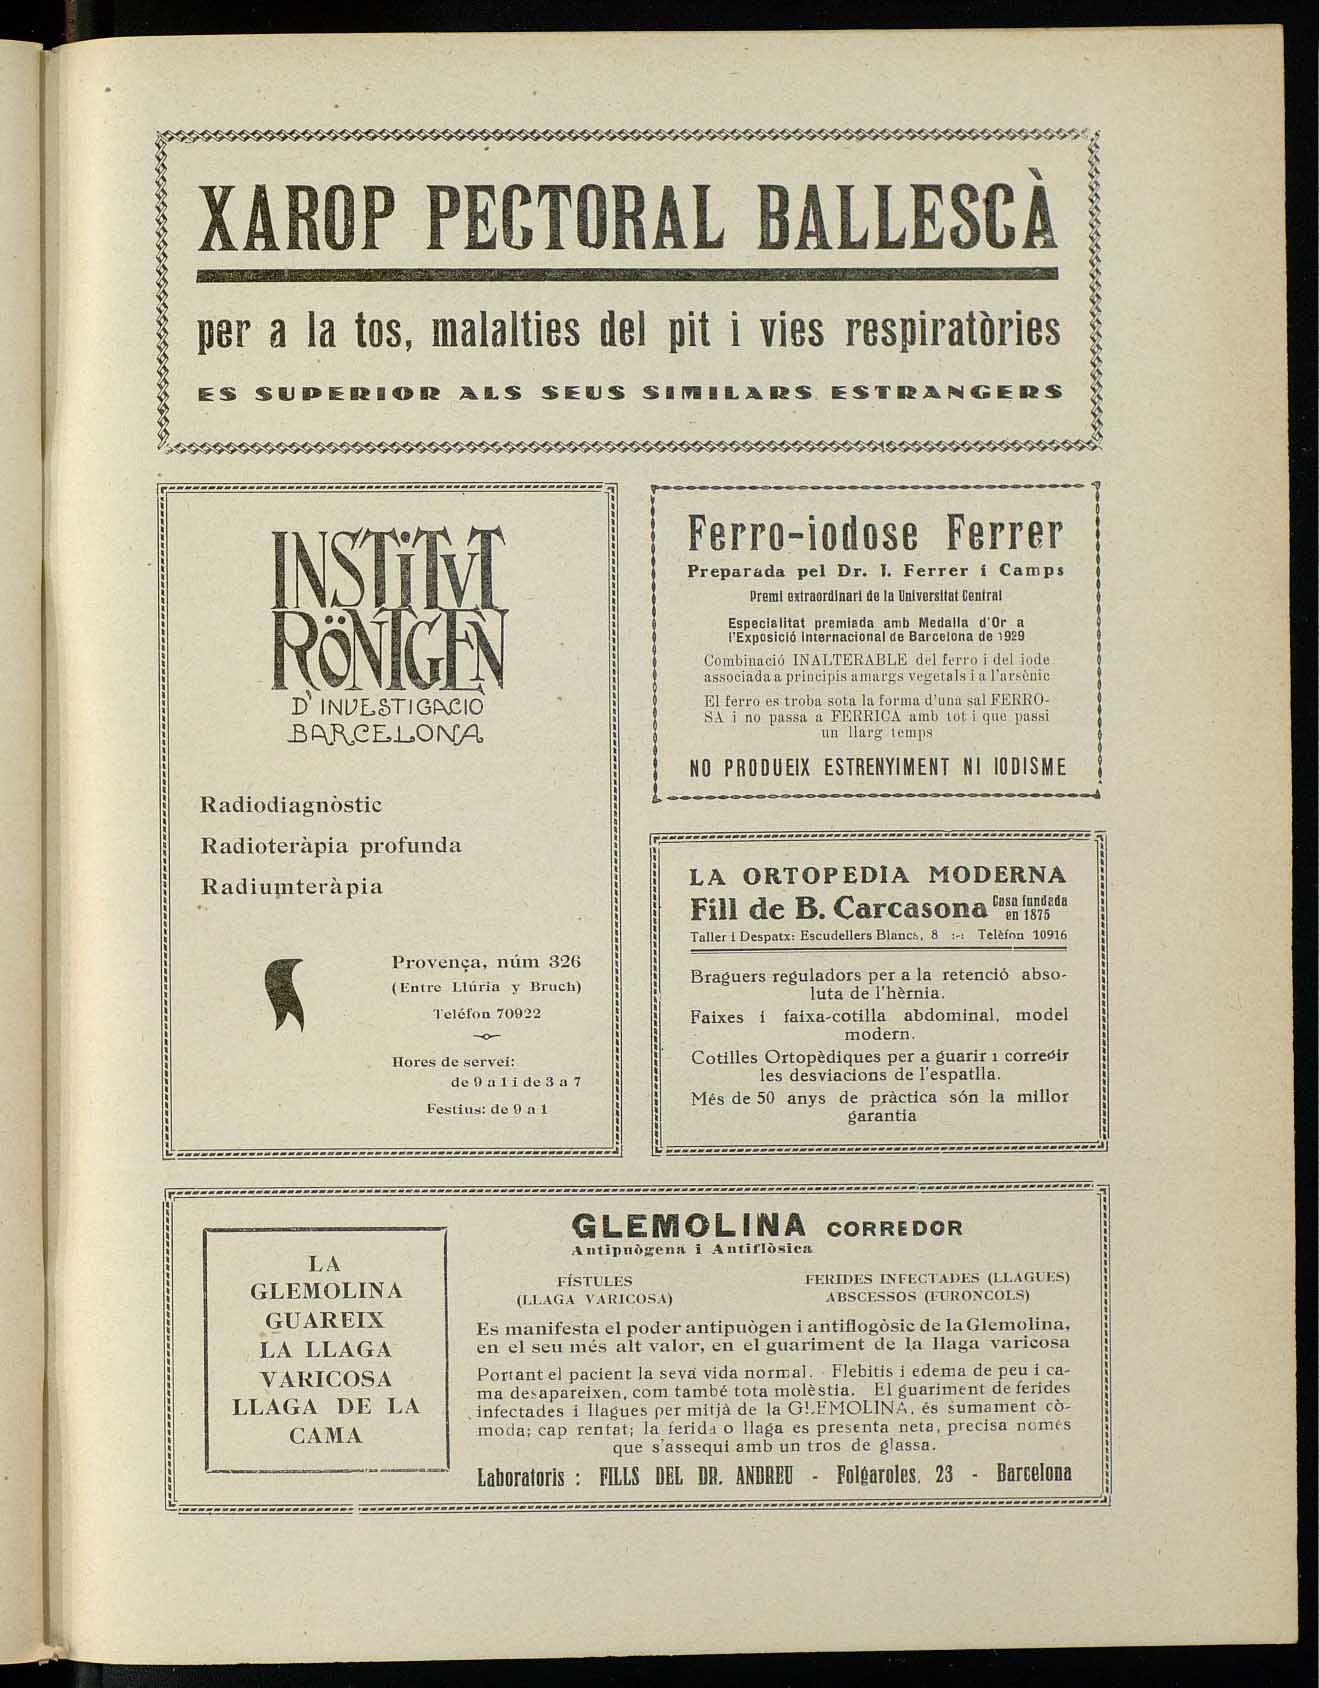 XAROP PECTORAL BALLESCÀ
per a la tos, malalties del pit i vies respiratòries
ES SUPERIOR ALS SEUS SIMILARS ESTRANGERS
INSTiTVT
RÖNTGEN
D'INVESTIGACIO
BARCELONA
Radiodiagnòstic
Radioteràpia profunda
Radiumteràpia
Provença, núm 326
(Entre Llúria y Bruch)
Teléfon 70922
Hores de servei:
de 9 a 1 i de 3 a 7
Festius: de 9 a 1
Ferro-iodose Ferrer
Preparada pel Dr. J. Ferrer i Camps
Premi extraordinari de la Universitat Central
Especialitat premiada amb Medalla d'Or a
l'Exposició Internacional de Barcelona de 1929
Combinació INALTERABLE del ferro i del iode
associada a principis amargs vegetals i a l'arsènic
El ferro es troba sota la forma d'una sal FERRO-
SA i no passa a FERRICA amb tot i que passi
un llarg temps
NO PRODUEIX ESTRENYIMENT NI IODISME
LA ORTOPEDIA MODERNA
Fill de B. Carcasona Casa fundada en 1875
Taller i Despatx: Escudellers Blancs, 8 :-: Telèfon 10916
Braguers reguladors per a la retenció abso-
luta de l'hèrnia.
Faixes i faixa-cotilla abdominal, model
modern.
Cotilles Ortopèdiques per a guarir i corregir
les desviacions de l'espatlla.
Més de 50 anys de pràctica són la millor
garantia
LA
GLEMOLINA
GUAREIX
LA LLAGA
VARICOSA
LLAGA DE LA
CAMA
GLEMOLINA CORREDOR
Antipuògena i Antiflòsica
FÍSTULES
(LLAGA VARICOSA)
FERIDES INFECTADES (LLAGUES)
ABSCESSOS (FURONCOLS)
Es manifesta el poder antipuògen i antiflogòsic de la Glemolina,
en el seu més alt valor, en el guariment de la llaga varicosa
Portant el pacient la seva vida normal. Flebitis i edema de peu i ca-
ma desapareixen, com també tota molèstia. El guariment de ferides
infectades i llagues per mitjà de la GLEMOLINA, és sumament cò-
moda; cap rentat; la ferida o llaga es presenta neta, precisa només
que s'assequi amb un tros de glassa.
Laboratoris : FILLS DEL DR. ANDREU - Folgaroles, 23 - Barcelona